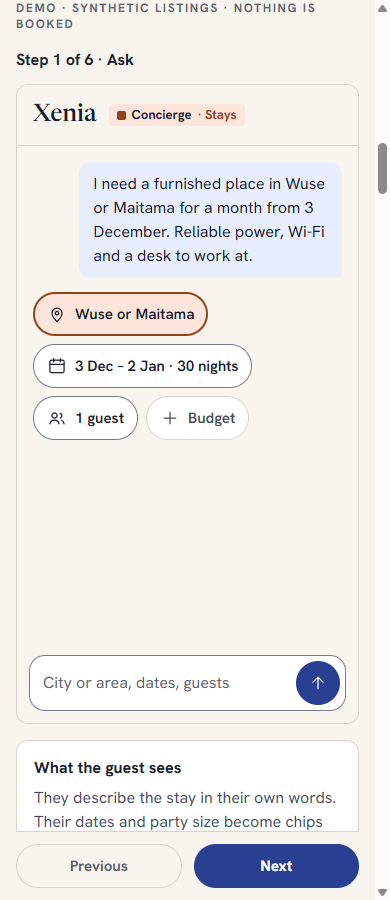 DEMO · SYNTHETIC LISTINGS · NOTHING IS
BOOKED
Step 1 of 6 · Ask
Xenia
Concierge · Stays
I need a furnished place in Wuse
or Maitama for a month from 3
December. Reliable power, Wi-Fi
and a desk to work at.
Wuse or Maitama
3 Dec – 2 Jan · 30 nights
1 guest
Budget
City or area, dates, guests
What the guest sees
They describe the stay in their own words.
Their dates and party size become chips
Previous
Next